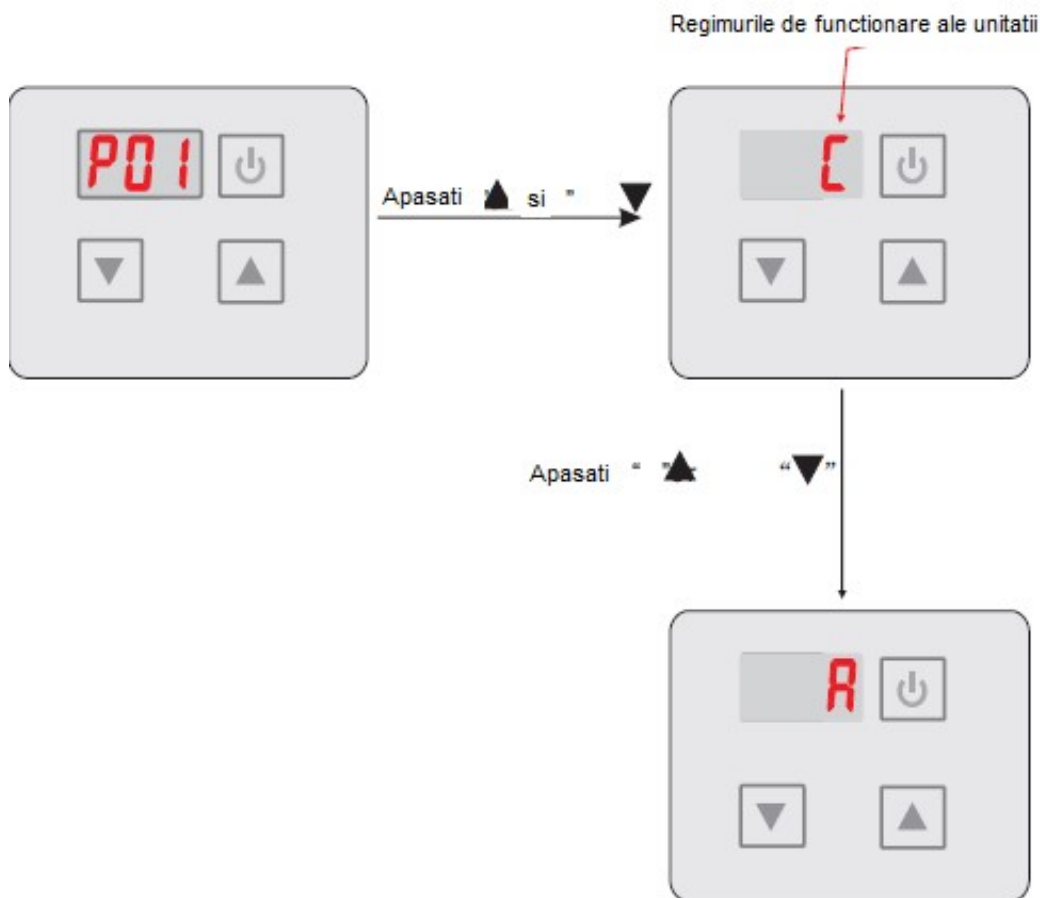 Regimurile de functionare ale unitatii
P01
C
Apasati "▲ si " ▼
Apasati " "▲ “▼”
A